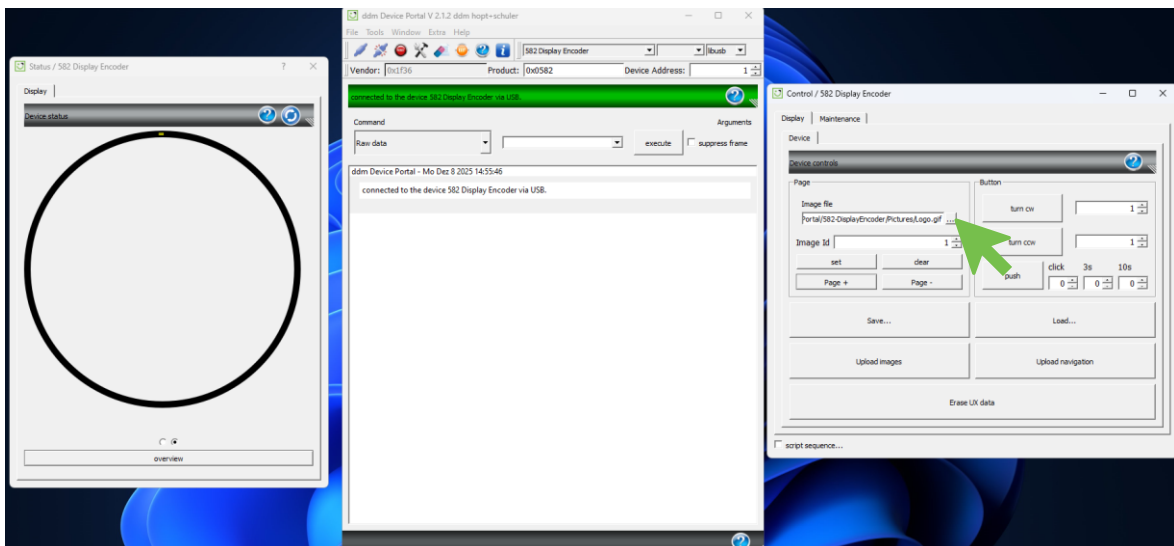 Status / 582 Display Encoder
?
Display
Device status
overview
ddm Device Portal V 2.1.2 ddm hopt+schuler
File Tools Window Extra Help
582 Display Encoder
libusb
Vendor: 0x1f36 Product: 0x0582 Device Address: 1
connected to the device 582 Display Encoder via USB.
Command Arguments
Raw data execute suppress frame
ddm Device Portal - Mo Dez 8 2025 14:55:46
connected to the device 582 Display Encoder via USB.
Control / 582 Display Encoder
Display Maintenance
Device
Device controls
Page
Image file
Portal/582-DisplayEncoder/Pictures/Logo.gif ...
Image Id 1
set clear
Page + Page -
Button
turn cw 1
turn ccw 1
click 3s 10s
push 0 0 0
Save... Load...
Upload images Upload navigation
Erase UX data
script sequence...